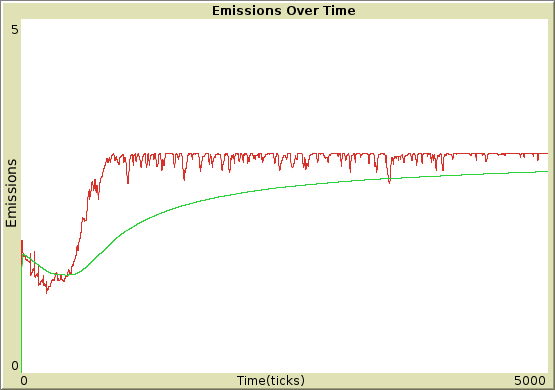 Emissions Over Time
5
Emissions
0
0 Time(ticks) 5000